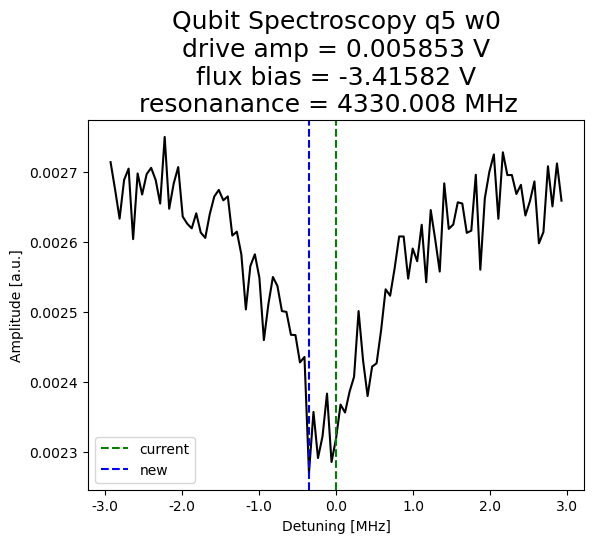 Qubit Spectroscopy q5 w0
drive amp = 0.005853 V
flux bias = -3.41582 V
resonanance = 4330.008 MHz
Amplitude [a.u.]
0.0027
0.0026
0.0025
0.0024
0.0023
current
new
-3.0 -2.0 -1.0 0.0 1.0 2.0 3.0
Detuning [MHz]